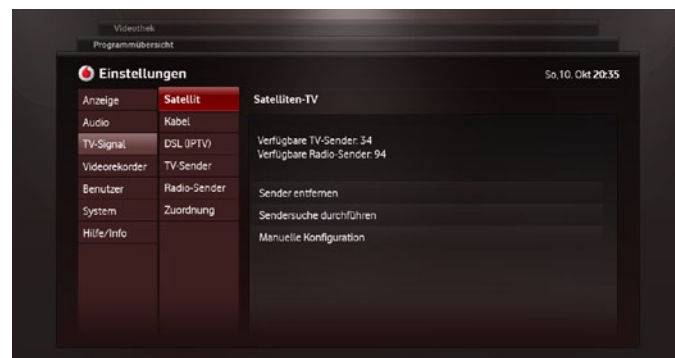 Videothek
Programmübersicht
Einstellungen
So,10. Okt 20:35
Anzeige
Audio
TV-Signal
Videorekorder
Benutzer
System
Hilfe/Info
Satellit
Kabel
DSL (IPTV)
TV-Sender
Radio-Sender
Zuordnung
Satelliten-TV
Verfügbare TV-Sender: 34
Verfügbare Radio-Sender: 94
Sender entfernen
Sendersuche durchführen
Manuelle Konfiguration